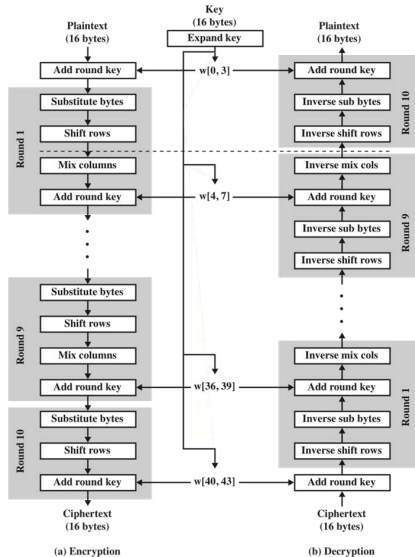 Key
(16 bytes)
Expand key
Plaintext
(16 bytes)
Add round key
Round 1
Substitute bytes
Shift rows
Mix columns
Add round key
Round 9
Substitute bytes
Shift rows
Mix columns
Add round key
Round 10
Substitute bytes
Shift rows
Add round key
Ciphertext
(16 bytes)
(a) Encryption
w[0, 3]
w[4, 7]
w[36, 39]
w[40, 43]
Plaintext
(16 bytes)
Add round key
Inverse sub bytes
Inverse shift rows
Round 10
Inverse mix cols
Add round key
Inverse sub bytes
Inverse shift rows
Round 9
Inverse mix cols
Add round key
Inverse sub bytes
Inverse shift rows
Round 1
Add round key
Ciphertext
(16 bytes)
(b) Decryption